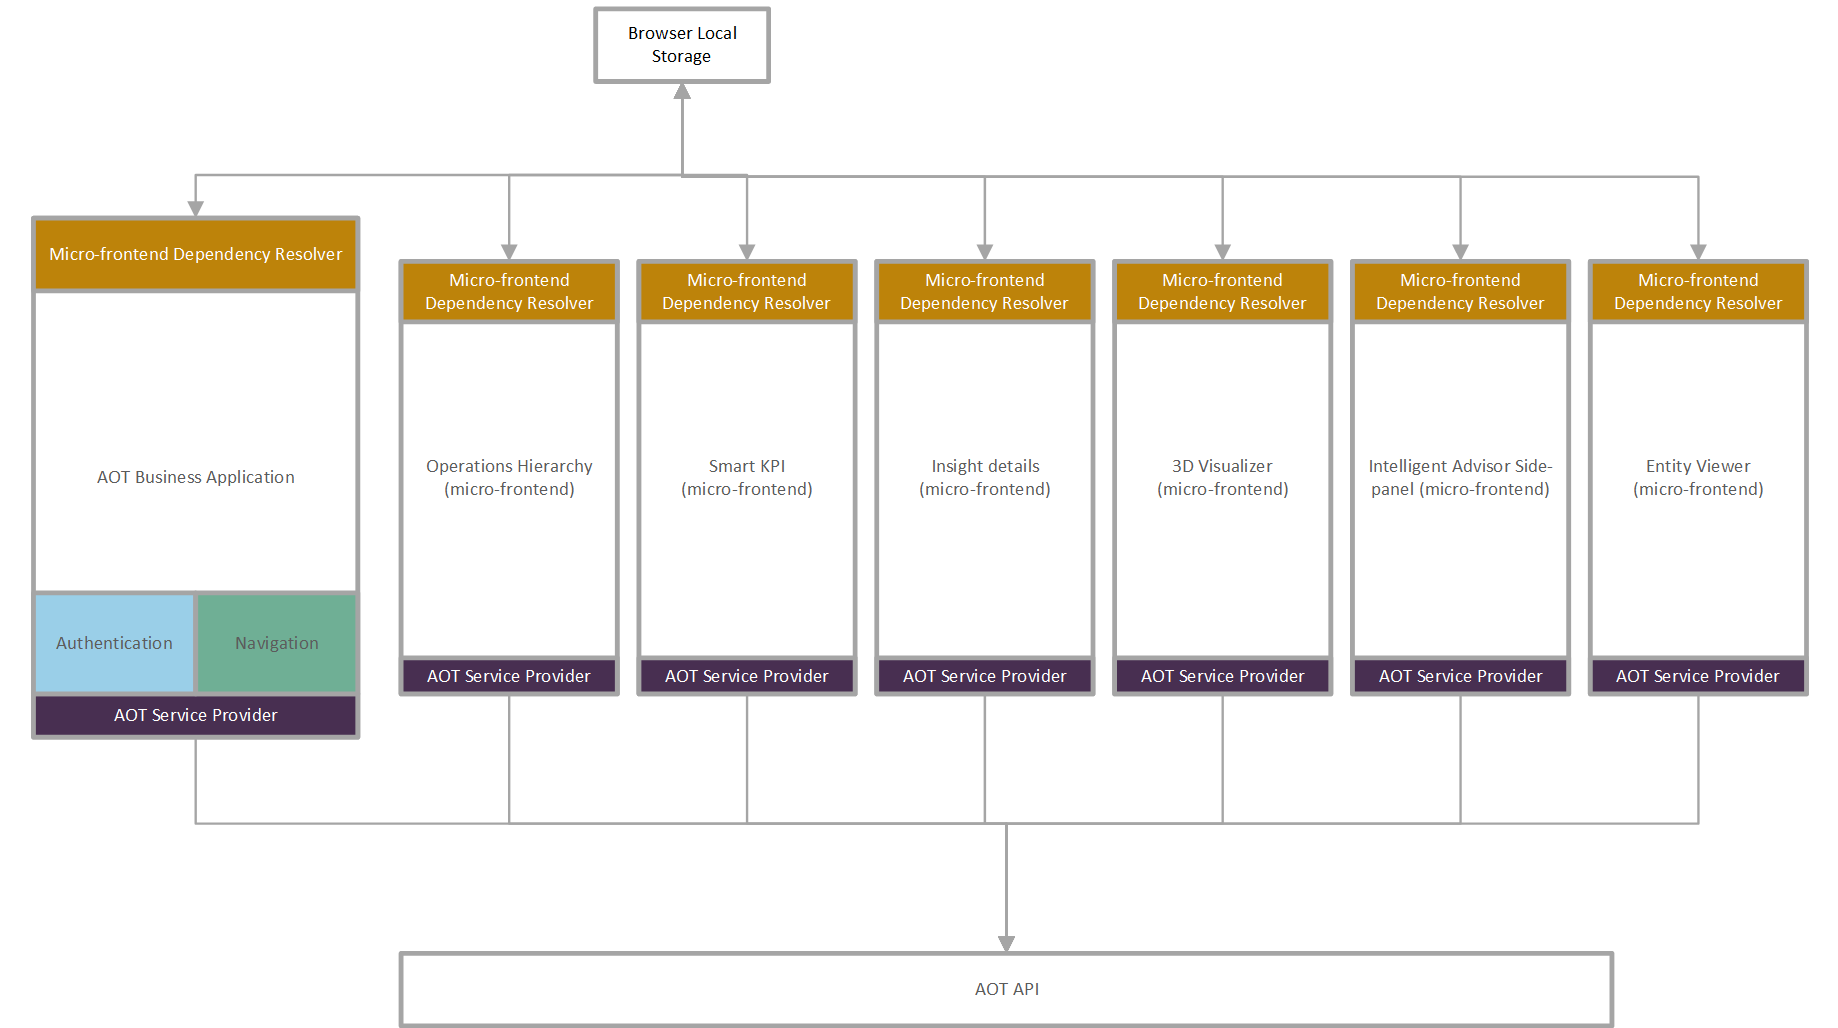 Browser Local
Storage
Micro-frontend Dependency Resolver
AOT Business Application
Authentication
Navigation
AOT Service Provider
Micro-frontend
Dependency Resolver
Operations Hierarchy
(micro-frontend)
AOT Service Provider
Micro-frontend
Dependency Resolver
Smart KPI
(micro-frontend)
AOT Service Provider
Micro-frontend
Dependency Resolver
Insight details
(micro-frontend)
AOT Service Provider
Micro-frontend
Dependency Resolver
3D Visualizer
(micro-frontend)
AOT Service Provider
Micro-frontend
Dependency Resolver
Intelligent Advisor Side-
panel (micro-frontend)
AOT Service Provider
Micro-frontend
Dependency Resolver
Entity Viewer
(micro-frontend)
AOT Service Provider
AOT API